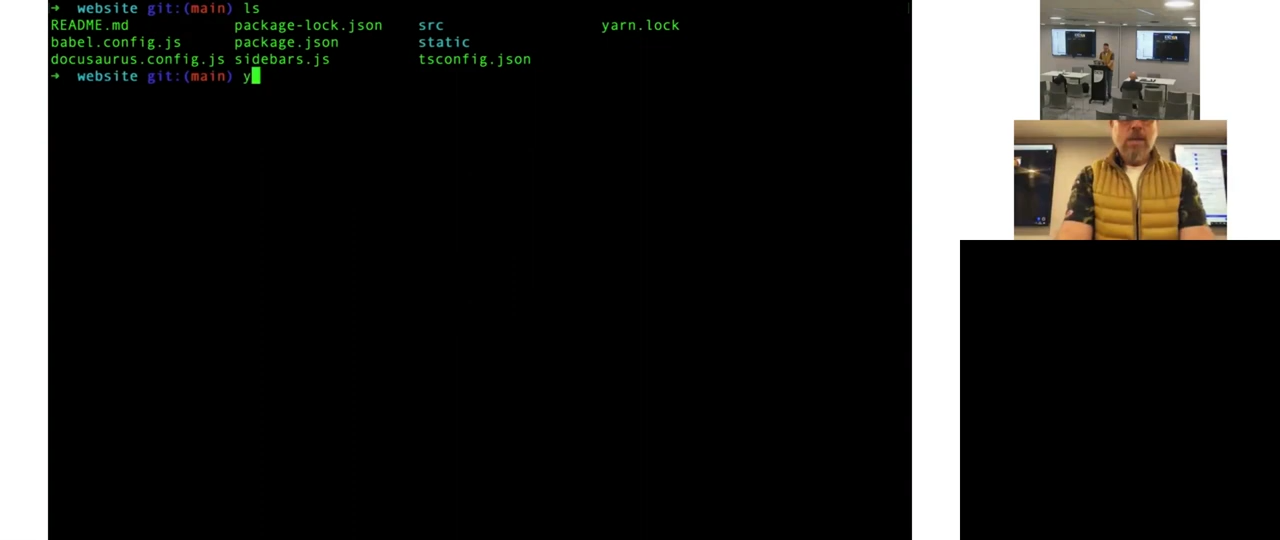 → website git:(main) ls
README.md package-lock.json src yarn.lock
babel.config.js package.json static
docusaurus.config.js sidebars.js tsconfig.json
→ website git:(main) y